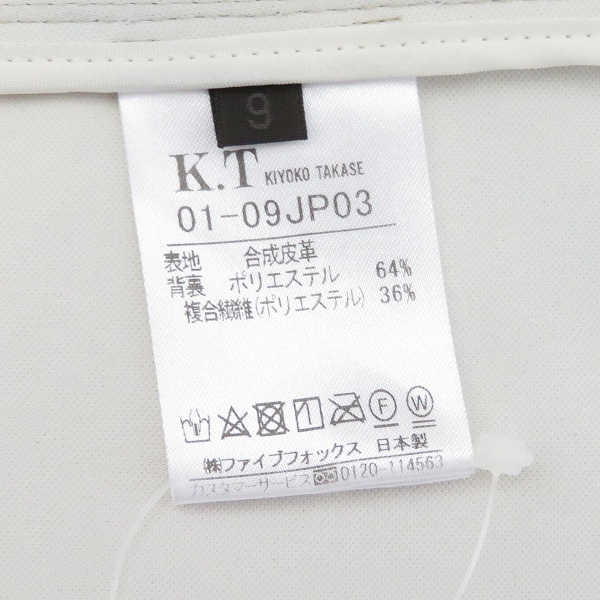 9
K.T KIYOKO TAKASE
01-09JP03
表地 合成皮革
背裏 ポリエステル 64%
複合繊維(ポリエステル) 36%
F W
㈱ファイブフォックス 日本製
カスタマーサービス 0120-114563